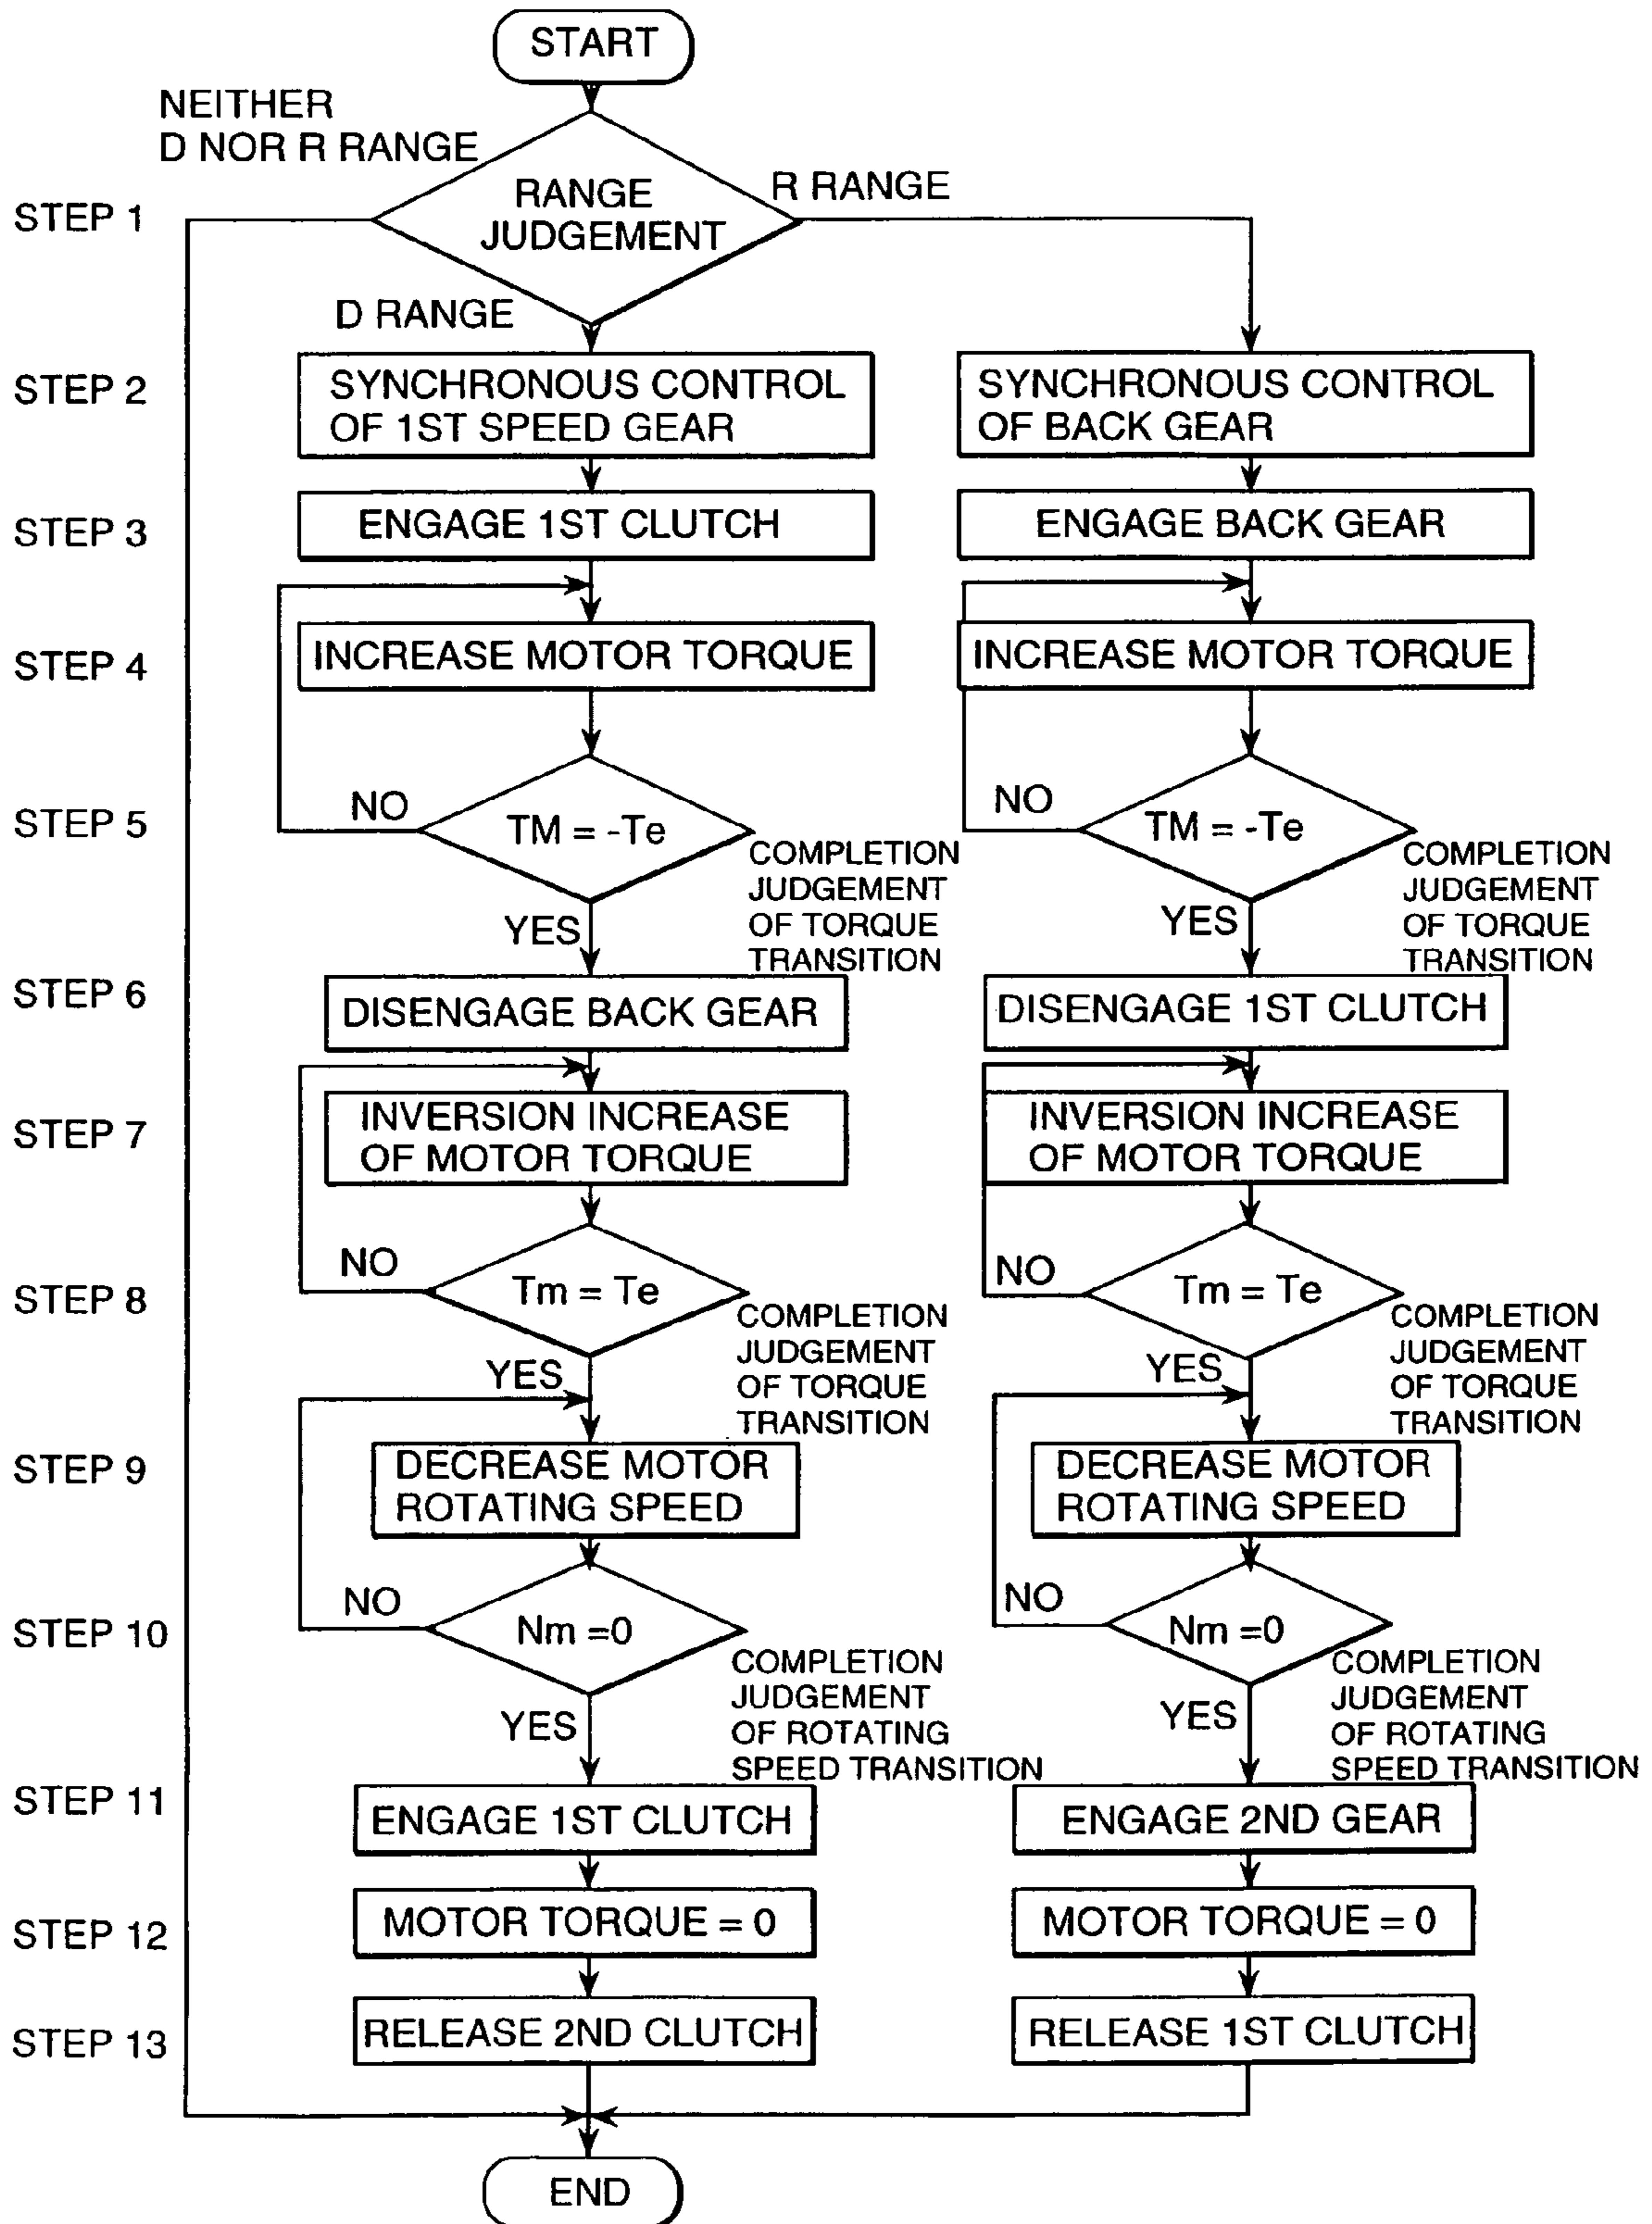 START
NEITHER
D NOR R RANGE
STEP 1
RANGE
JUDGEMENT
R RANGE
D RANGE
STEP 2
SYNCHRONOUS CONTROL
OF 1ST SPEED GEAR
SYNCHRONOUS CONTROL
OF BACK GEAR
STEP 3
ENGAGE 1ST CLUTCH
ENGAGE BACK GEAR
STEP 4
INCREASE MOTOR TORQUE
INCREASE MOTOR TORQUE
STEP 5
NO
TM = -Te
COMPLETION
JUDGEMENT
OF TORQUE
TRANSITION
YES
NO
TM = -Te
COMPLETION
JUDGEMENT
OF TORQUE
TRANSITION
YES
STEP 6
DISENGAGE BACK GEAR
DISENGAGE 1ST CLUTCH
STEP 7
INVERSION INCREASE
OF MOTOR TORQUE
INVERSION INCREASE
OF MOTOR TORQUE
STEP 8
NO
Tm = Te
COMPLETION
JUDGEMENT
OF TORQUE
TRANSITION
YES
NO
Tm = Te
COMPLETION
JUDGEMENT
OF TORQUE
TRANSITION
YES
STEP 9
DECREASE MOTOR
ROTATING SPEED
DECREASE MOTOR
ROTATING SPEED
STEP 10
NO
Nm =0
COMPLETION
JUDGEMENT
OF ROTATING
SPEED TRANSITION
YES
NO
Nm =0
COMPLETION
JUDGEMENT
OF ROTATING
SPEED TRANSITION
YES
STEP 11
ENGAGE 1ST CLUTCH
ENGAGE 2ND GEAR
STEP 12
MOTOR TORQUE = 0
MOTOR TORQUE = 0
STEP 13
RELEASE 2ND CLUTCH
RELEASE 1ST CLUTCH
END